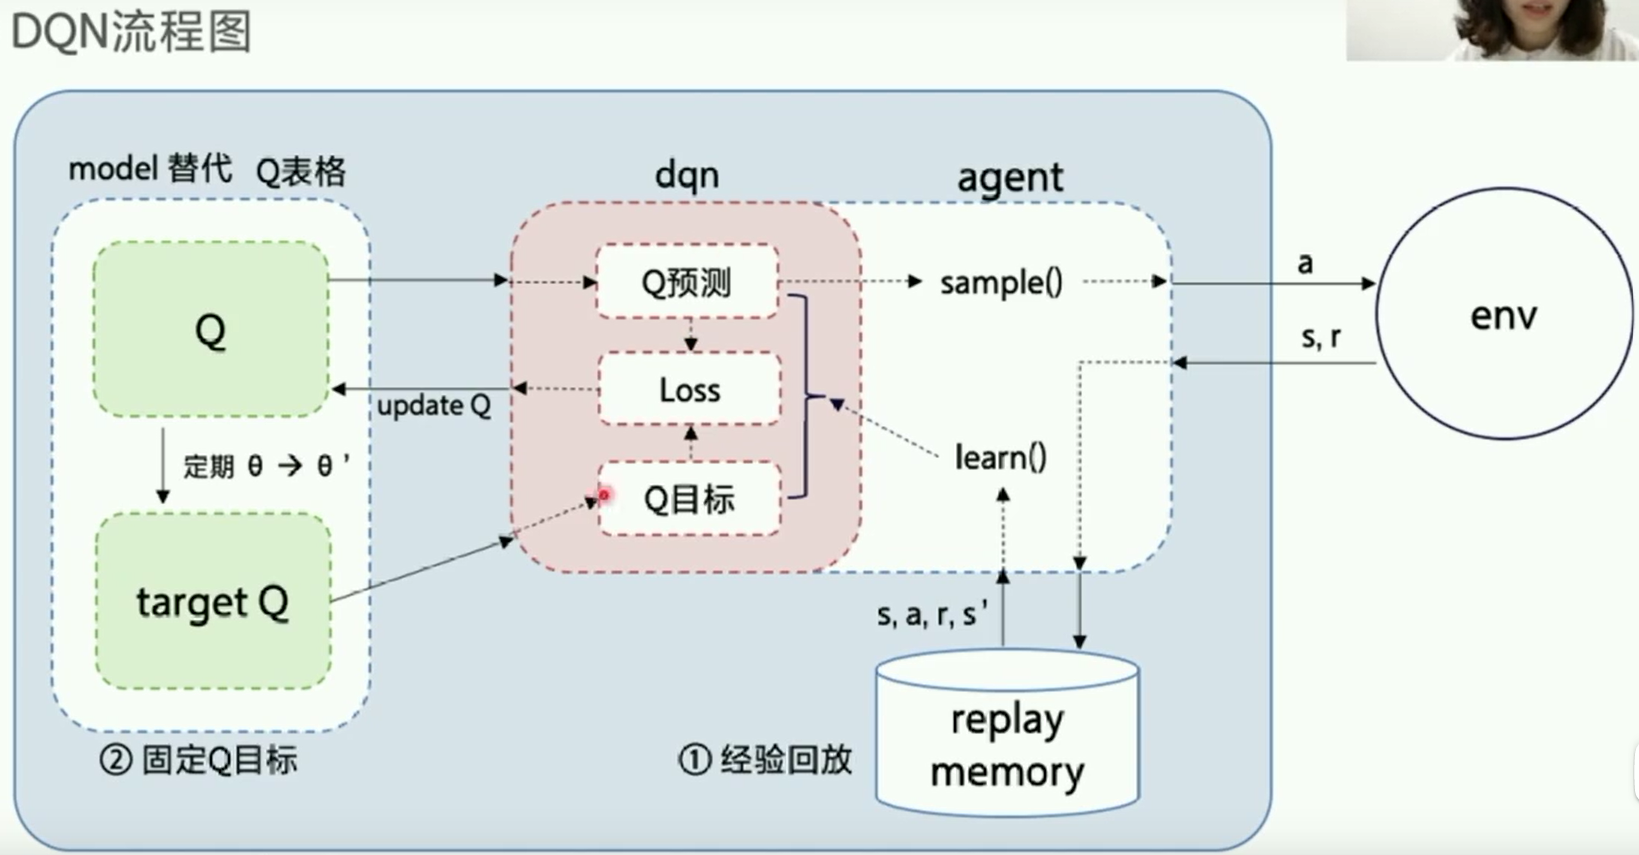 DQN流程图
model 替代 Q表格
dqn
agent
Q
Q预测
sample()
a
env
s, r
Loss
update Q
learn()
定期 θ → θ’
Q目标
target Q
s, a, r, s’
replay
memory
② 固定Q目标
① 经验回放